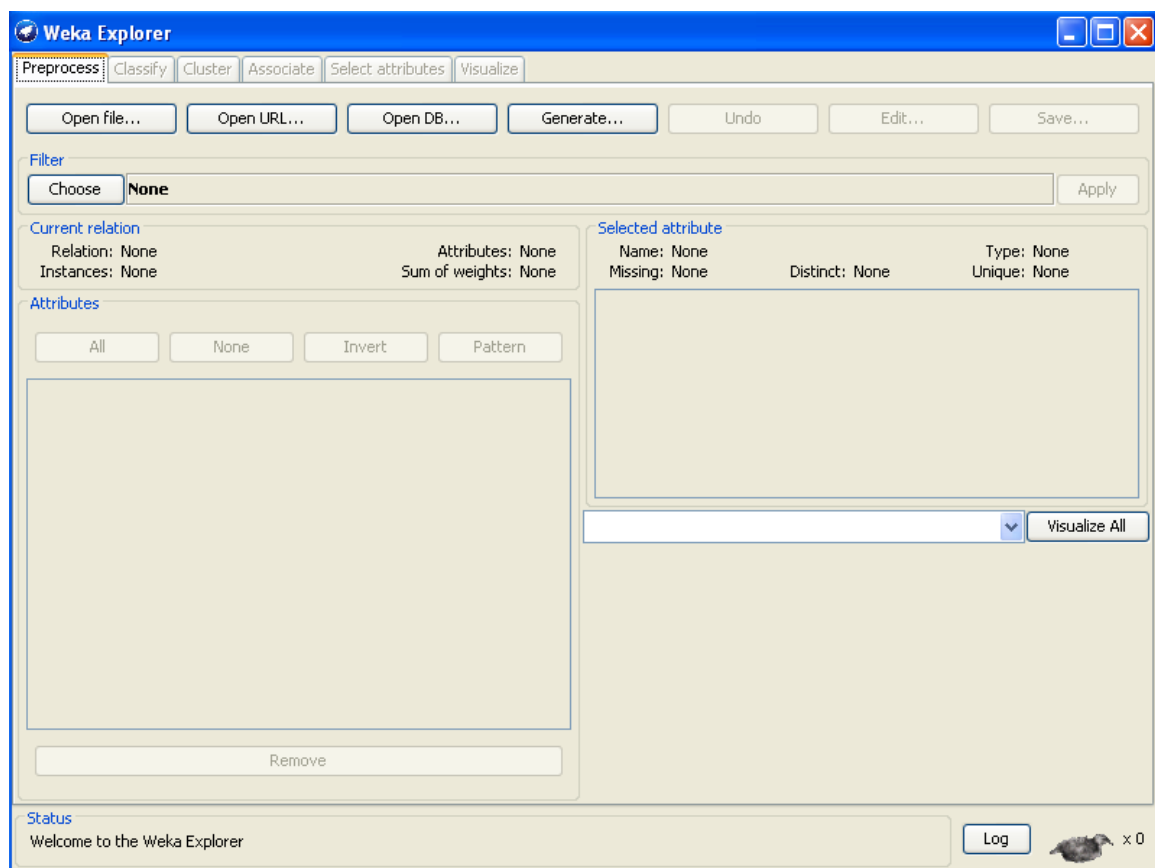 Weka Explorer
Preprocess Classify Cluster Associate Select attributes Visualize
Open file... Open URL... Open DB... Generate... Undo Edit... Save...
Filter
Choose None Apply
Current relation
Relation: None Attributes: None
Instances: None Sum of weights: None
Selected attribute
Name: None Type: None
Missing: None Distinct: None Unique: None
Attributes
All None Invert Pattern
Visualize All
Remove
Status
Welcome to the Weka Explorer
Log x 0